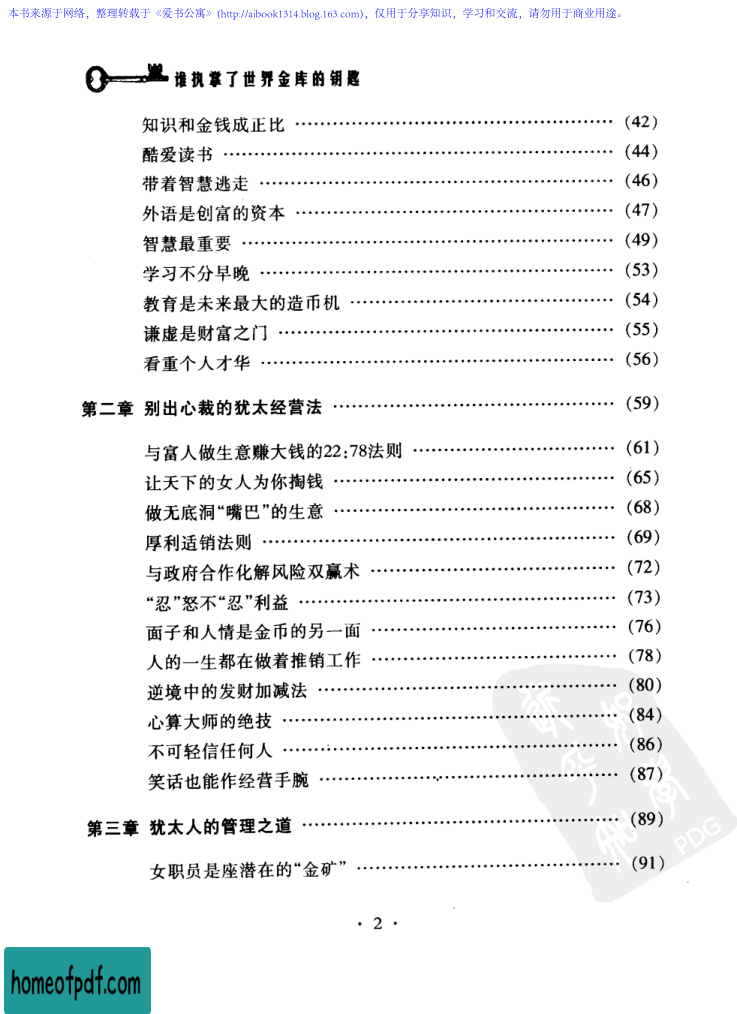 本书来源于网络，整理转载于《爱书公寓》(http://aibook1314.blog.163.com)，仅用于分享知识，学习和交流，请勿用于商业用途。
谁执掌了世界金库的钥匙
知识和金钱成正比 …… (42)
酷爱读书 …… (44)
带着智慧逃走 …… (46)
外语是创富的资本 …… (47)
智慧最重要 …… (49)
学习不分早晚 …… (53)
教育是未来最大的造币机 …… (54)
谦虚是财富之门 …… (55)
看重个人才华 …… (56)
第二章 别出心裁的犹太经营法 …… (59)
与富人做生意赚大钱的22:78法则 …… (61)
让天下的女人为你掏钱 …… (65)
做无底洞“嘴巴”的生意 …… (68)
厚利适销法则 …… (69)
与政府合作化解风险双赢术 …… (72)
“忍”怒不“忍”利益 …… (73)
面子和人情是金币的另一面 …… (76)
人的一生都在做着推销工作 …… (78)
逆境中的发财加减法 …… (80)
心算大师的绝技 …… (84)
不可轻信任何人 …… (86)
笑话也能作经营手腕 …… (87)
第三章 犹太人的管理之道 …… (89)
女职员是座潜在的“金矿” …… (91)
PDG
· 2 ·
homeofpdf.com